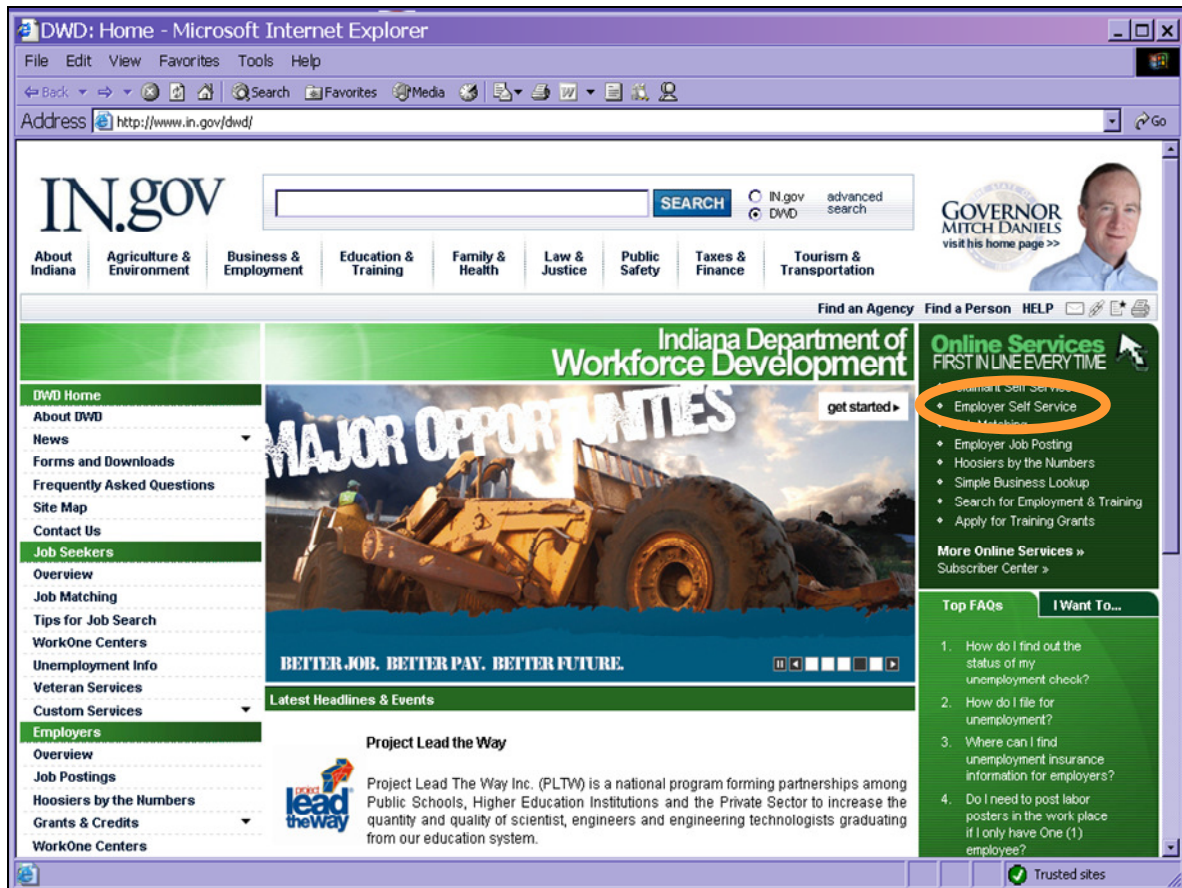 DWD: Home - Microsoft Internet Explorer
File Edit View Favorites Tools Help
Back Search Favorites Media
Address http://www.in.gov/dwd/ Go
IN.gov
SEARCH
IN.gov
DWD
advanced
search
GOVERNOR
MITCH DANIELS
visit his home page >>
About
Indiana
Agriculture &
Environment
Business &
Employment
Education &
Training
Family &
Health
Law &
Justice
Public
Safety
Taxes &
Finance
Tourism &
Transportation
Find an Agency Find a Person HELP
Indiana Department of
Workforce Development
Online Services
FIRST IN LINE EVERY TIME
Claimant Self Service
Employer Self Service
Job Matching
Employer Job Posting
Hoosiers by the Numbers
Simple Business Lookup
Search for Employment & Training
Apply for Training Grants
More Online Services »
Subscriber Center »
DWD Home
About DWD
News
Forms and Downloads
Frequently Asked Questions
Site Map
Contact Us
Job Seekers
Overview
Job Matching
Tips for Job Search
WorkOne Centers
Unemployment Info
Veteran Services
Custom Services
Employers
Overview
Job Postings
Hoosiers by the Numbers
Grants & Credits
WorkOne Centers
MAJOR OPPORTUNITIES
get started
BETTER JOB. BETTER PAY. BETTER FUTURE.
Latest Headlines & Events
project
lead
the way
Project Lead the Way
Project Lead The Way Inc. (PLTW) is a national program forming partnerships among
Public Schools, Higher Education Institutions and the Private Sector to increase the
quantity and quality of scientist, engineers and engineering technologists graduating
from our education system.
Top FAQs I Want To...
1. How do I find out the
status of my
unemployment check?
2. How do I file for
unemployment?
3. Where can I find
unemployment insurance
information for employers?
4. Do I need to post labor
posters in the work place
if I only have One (1)
employee?
Trusted sites